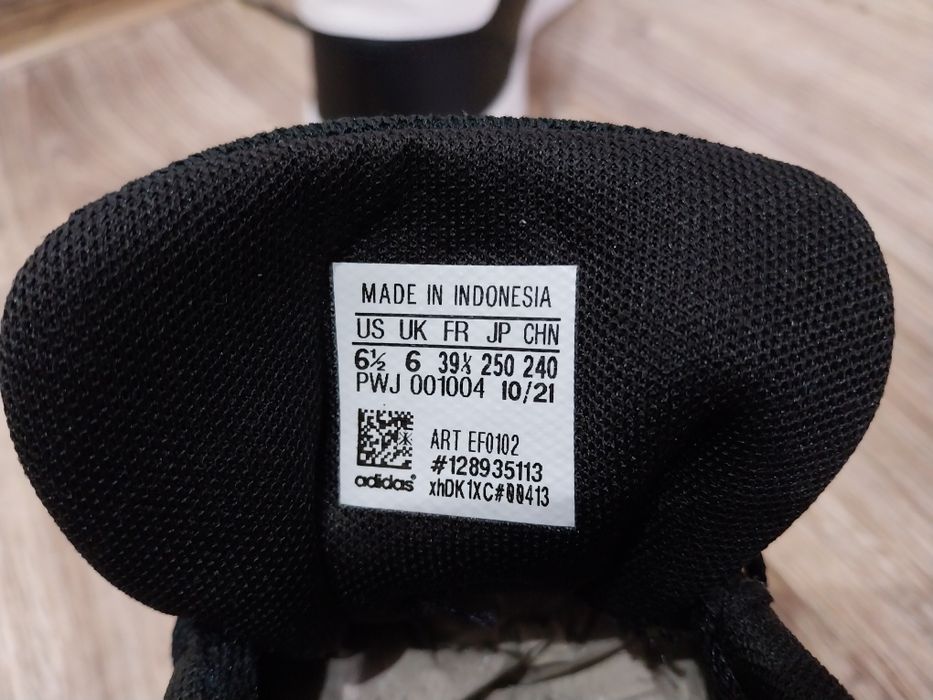 MADE IN INDONESIA
US UK FR JP CHN
6½ 6 39⅓ 250 240
PWJ 001004 10/21
ART EF0102
#128935113
adidas
xhDK1XC#00413